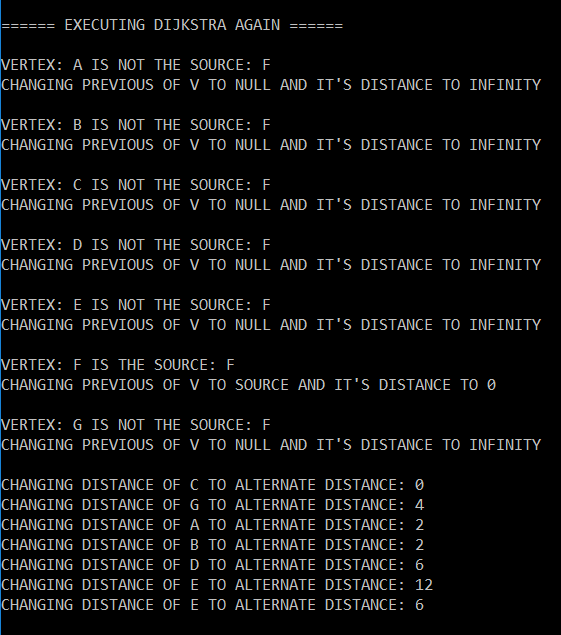 ====== EXECUTING DIJKSTRA AGAIN ======
VERTEX: A IS NOT THE SOURCE: F
CHANGING PREVIOUS OF V TO NULL AND IT'S DISTANCE TO INFINITY
VERTEX: B IS NOT THE SOURCE: F
CHANGING PREVIOUS OF V TO NULL AND IT'S DISTANCE TO INFINITY
VERTEX: C IS NOT THE SOURCE: F
CHANGING PREVIOUS OF V TO NULL AND IT'S DISTANCE TO INFINITY
VERTEX: D IS NOT THE SOURCE: F
CHANGING PREVIOUS OF V TO NULL AND IT'S DISTANCE TO INFINITY
VERTEX: E IS NOT THE SOURCE: F
CHANGING PREVIOUS OF V TO NULL AND IT'S DISTANCE TO INFINITY
VERTEX: F IS THE SOURCE: F
CHANGING PREVIOUS OF V TO SOURCE AND IT'S DISTANCE TO 0
VERTEX: G IS NOT THE SOURCE: F
CHANGING PREVIOUS OF V TO NULL AND IT'S DISTANCE TO INFINITY
CHANGING DISTANCE OF C TO ALTERNATE DISTANCE: 0
CHANGING DISTANCE OF G TO ALTERNATE DISTANCE: 4
CHANGING DISTANCE OF A TO ALTERNATE DISTANCE: 2
CHANGING DISTANCE OF B TO ALTERNATE DISTANCE: 2
CHANGING DISTANCE OF D TO ALTERNATE DISTANCE: 6
CHANGING DISTANCE OF E TO ALTERNATE DISTANCE: 12
CHANGING DISTANCE OF E TO ALTERNATE DISTANCE: 6